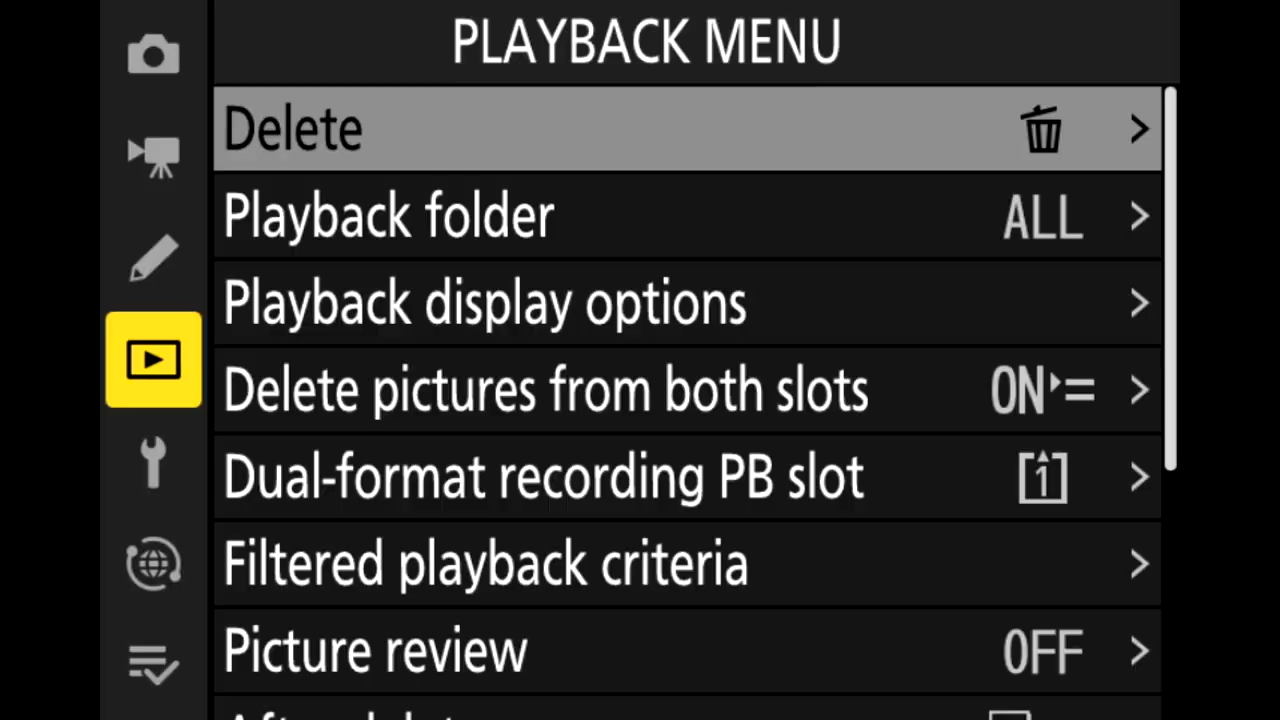 PLAYBACK MENU
Delete
Playback folder ALL
Playback display options
Delete pictures from both slots ON
Dual-format recording PB slot 1
Filtered playback criteria
Picture review OFF